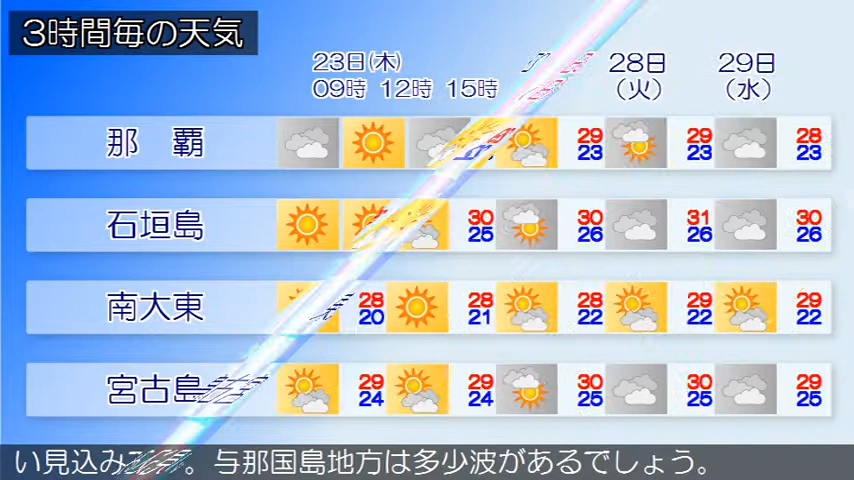 3時間毎の天気
23日(木)
28日 29日
09時 12時 15時
(火) (水)
那覇 29 29 28
23 23 23
石垣島 30 30 31 30
25 26 26 26
南大東 28 28 28 29 29
20 21 22 22 22
宮古島 29 29 30 30 29
24 24 25 25 25
い見込み 。与那国島地方は多少波があるでしょう。